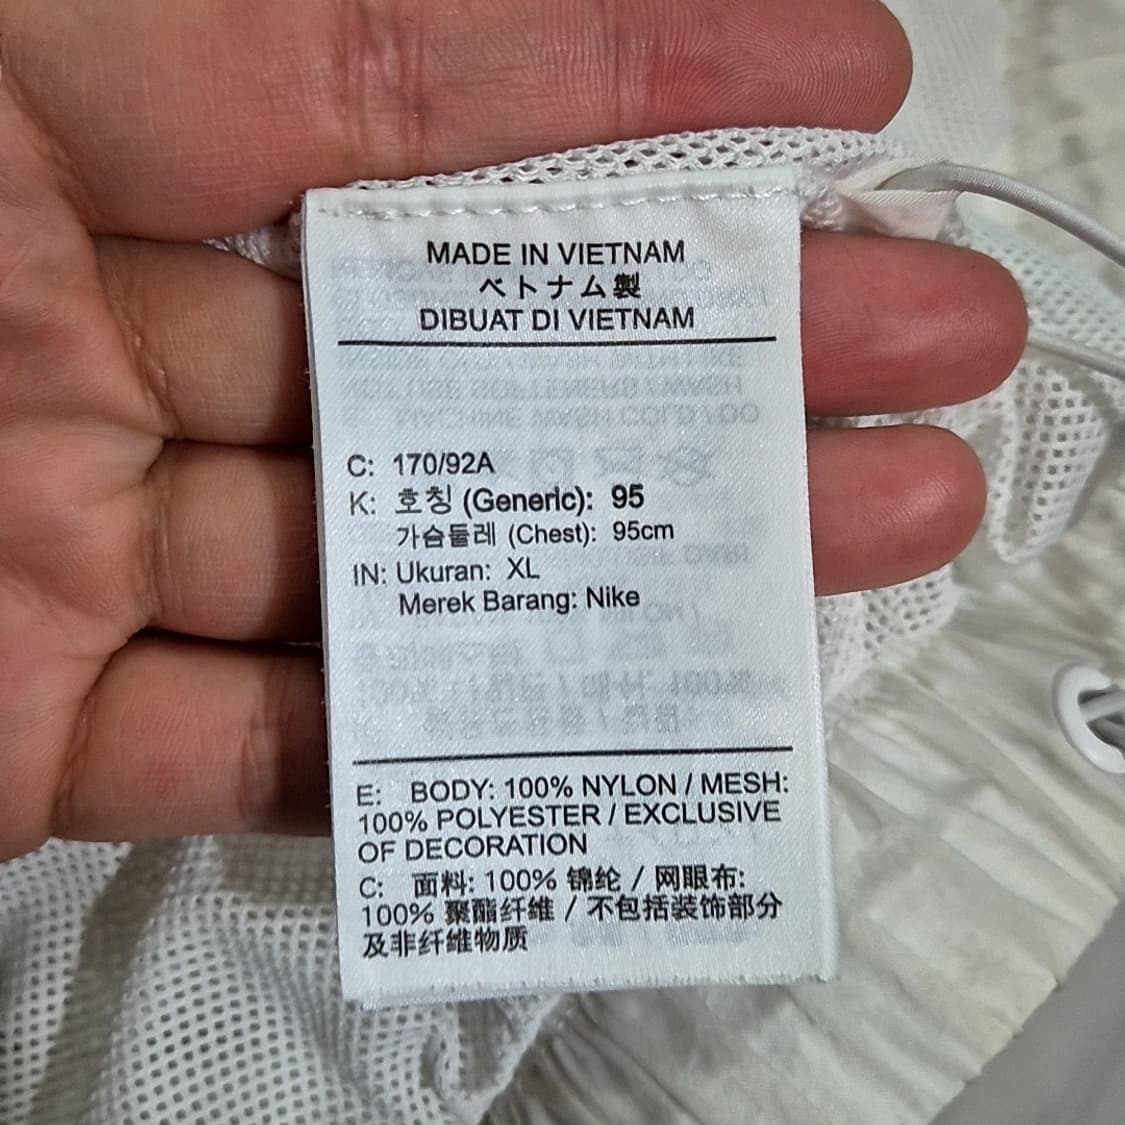 MADE IN VIETNAM
ベトナム製
DIBUAT DI VIETNAM
C: 170/92A
K: 호칭 (Generic): 95
가슴둘레 (Chest): 95cm
IN: Ukuran: XL
Merek Barang: Nike
E: BODY: 100% NYLON / MESH:
100% POLYESTER / EXCLUSIVE
OF DECORATION
C: 面料: 100% 锦纶 / 网眼布:
100% 聚酯纤维 / 不包括装饰部分
及非纤维物质